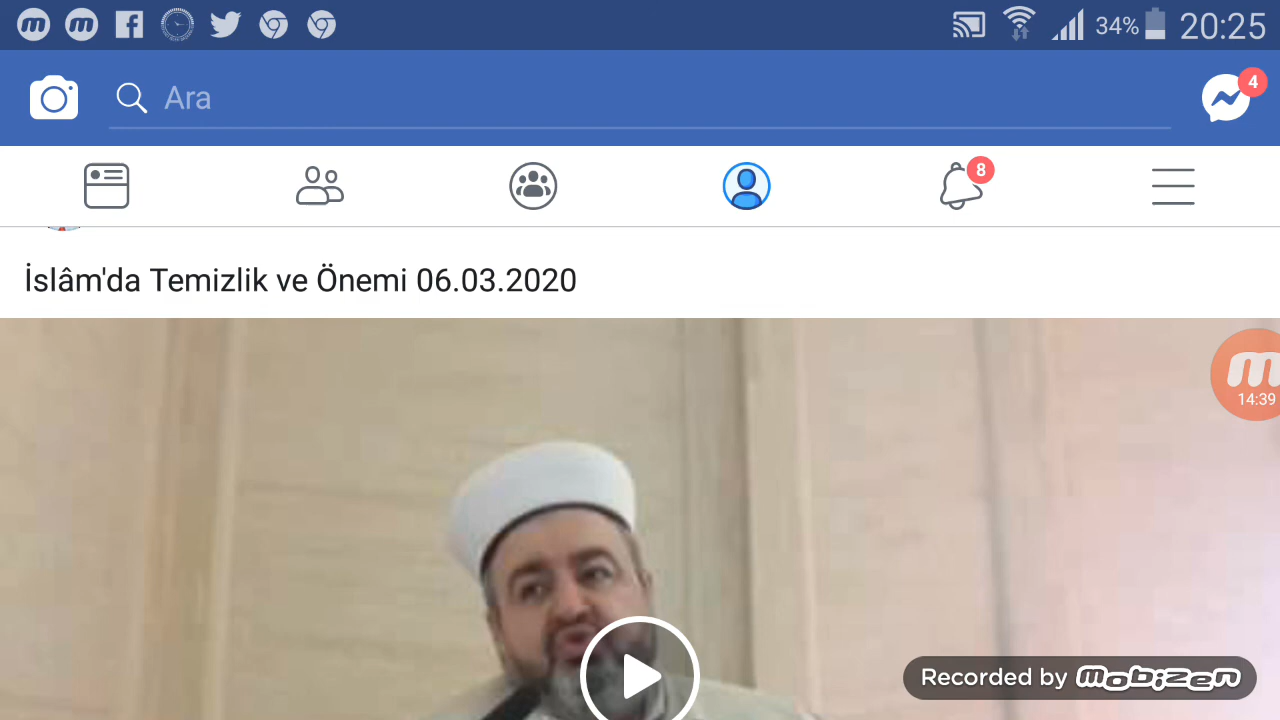 34% 20:25
Ara
4
8
İslâm'da Temizlik ve Önemi 06.03.2020
m
14:39
Recorded by mobizen